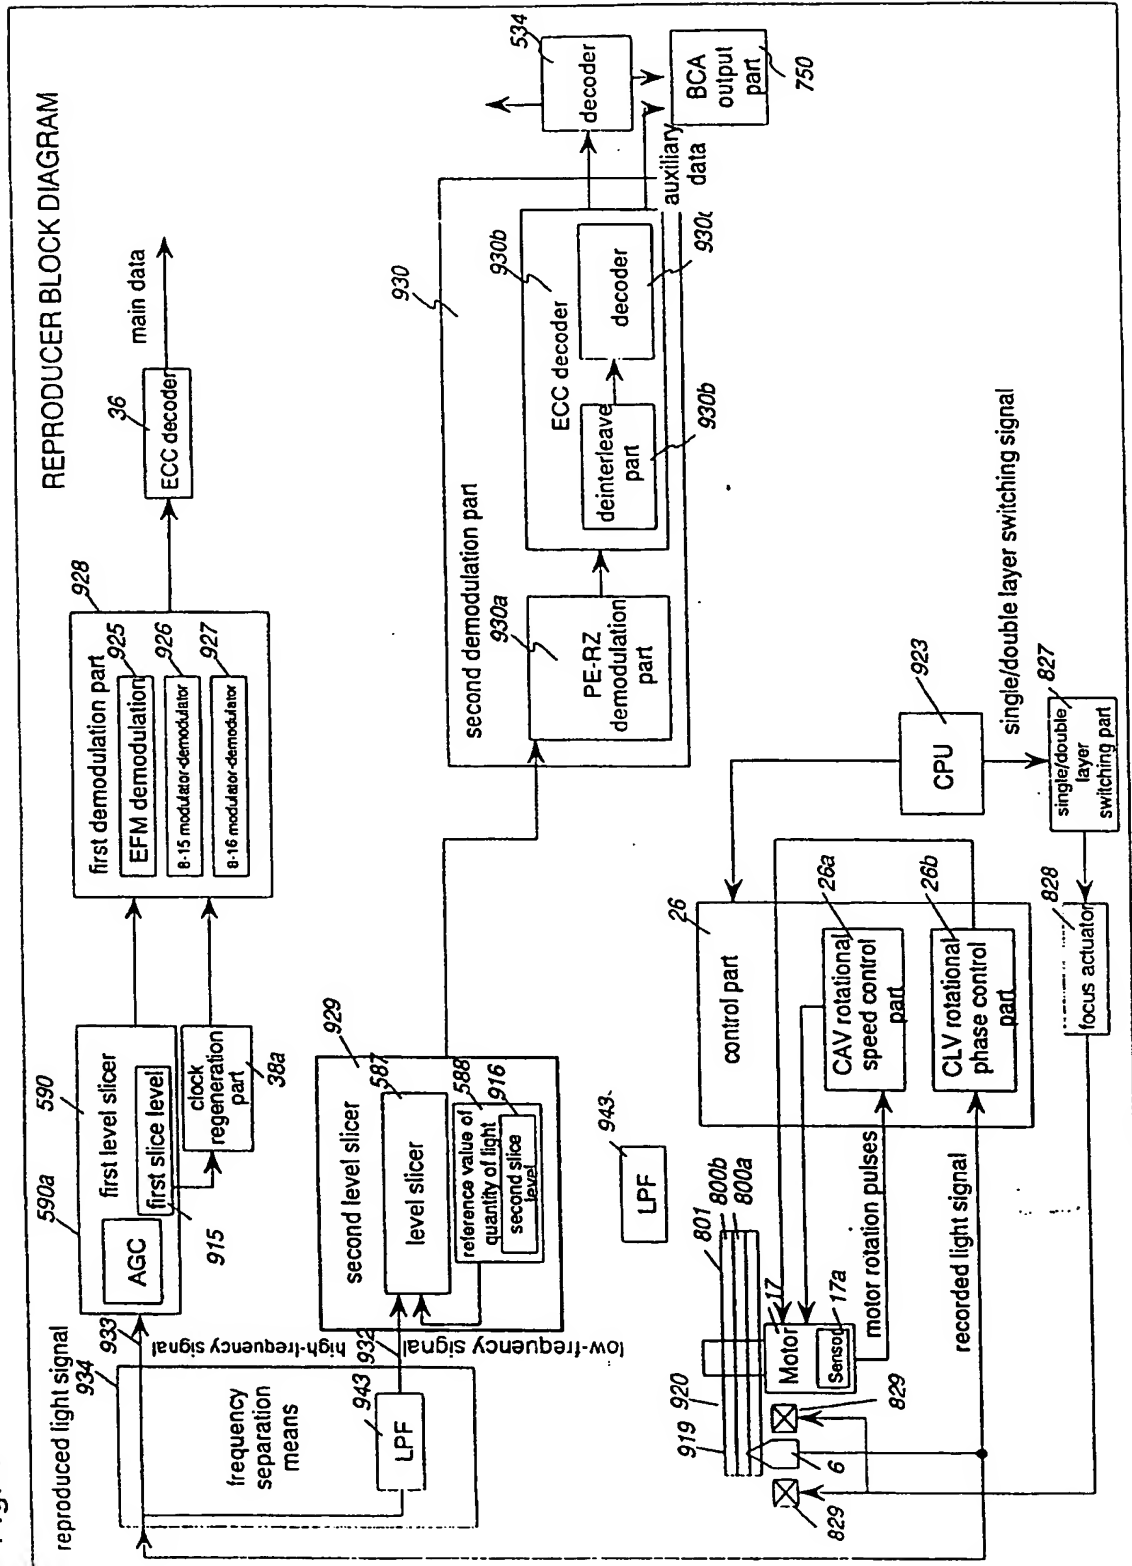 REPRODUCER BLOCK DIAGRAM
reproduced light signal
934
933
frequency
separation
means
943
LPF
high-frequency signal
932
low-frequency signal
590a
590
first level slicer
AGC
first slice level
915
clock
regeneration
part
38a
first demodulation part
928
EFM demodulation
925
8-15 modulator-demodulator
926
8-16 modulator-demodulator
927
36
ECC decoder
main data
second level slicer
929
level slicer
587
reference value of
quantity of light
588
second slice
level
916
second demodulation part
930
930a
PE-RZ
demodulation
part
ECC decoder
930b
deinterleave
part
930b
decoder
auxiliary
data
534
decoder
BCA
output
part
750
943
LPF
919
920
801
800b
800a
Motor
17
Sensor
17a
829
829
6
motor rotation pulses
recorded light signal
control part
26
CAV rotational
speed control
part
26a
CLV rotational
phase control
part
26b
CPU
923
single/double layer switching signal
single/double
layer
switching part
827
focus actuator
828